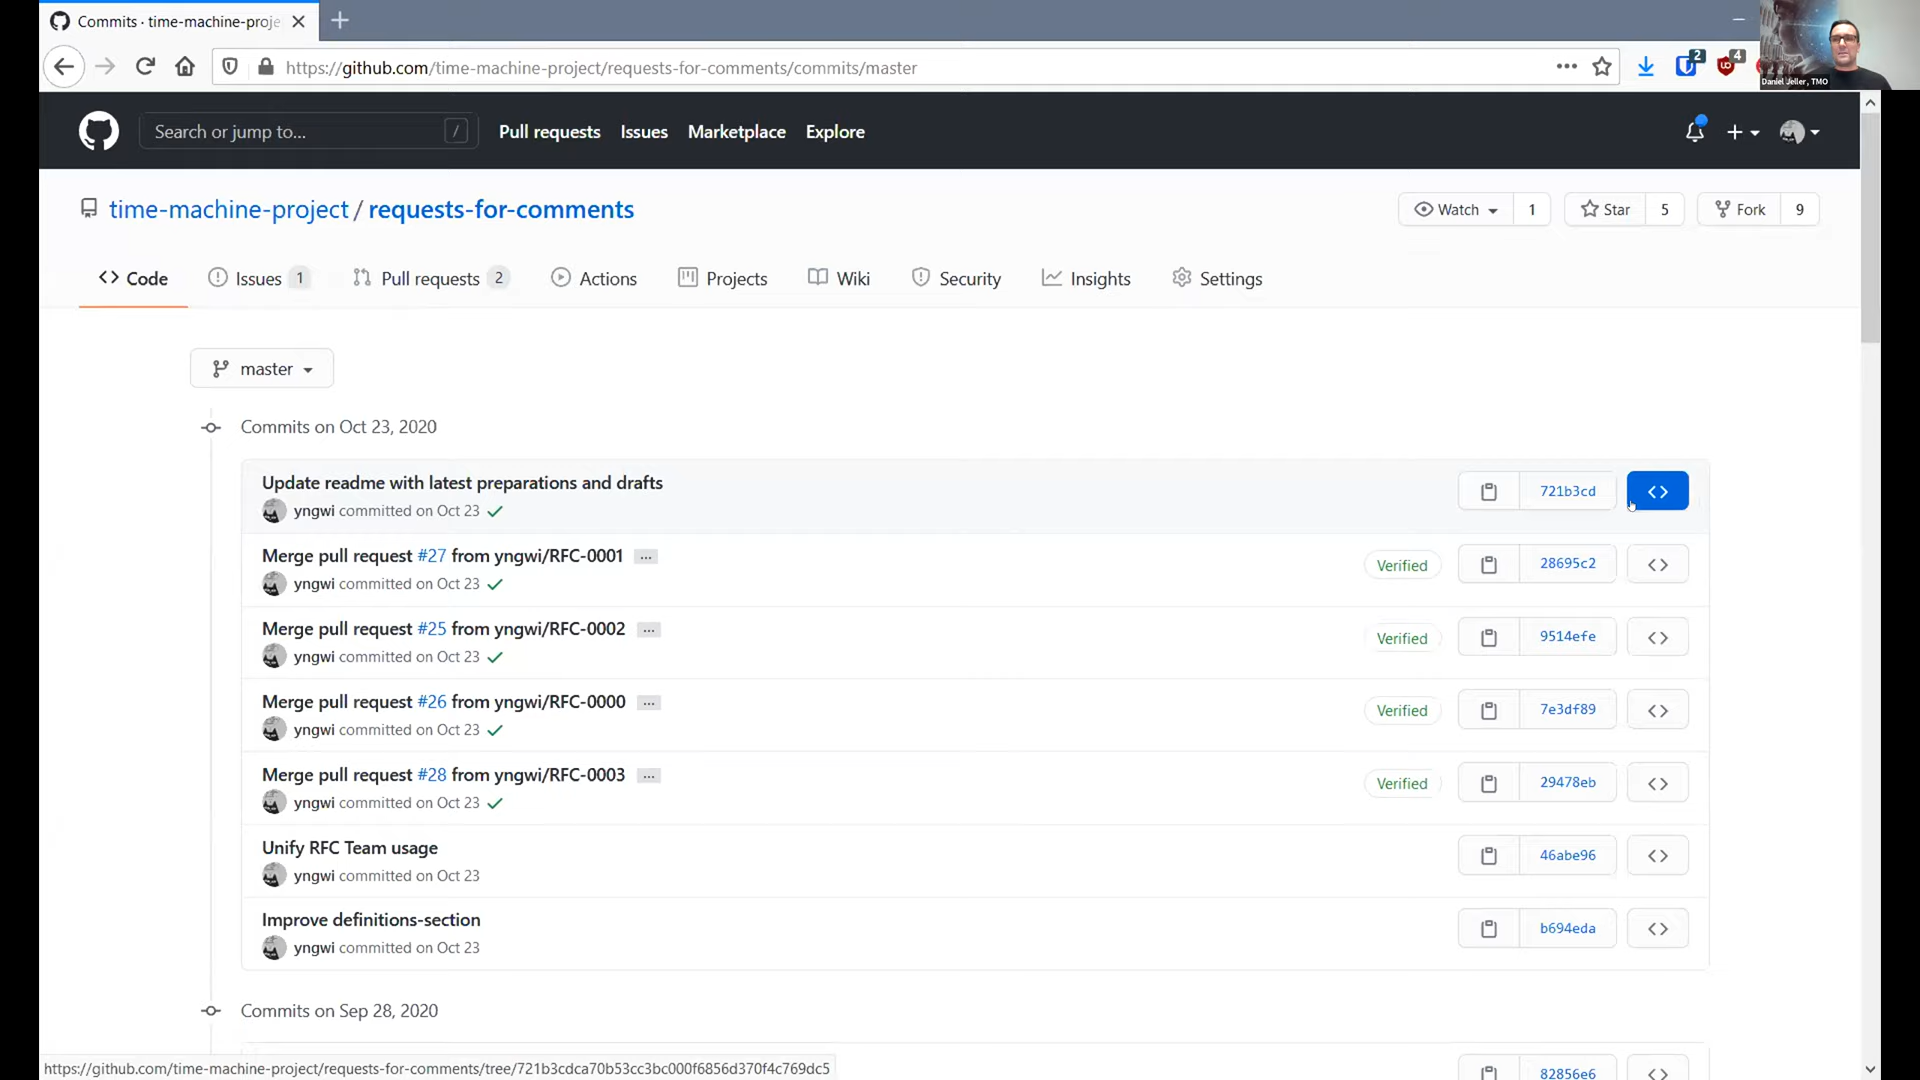 Commits · time-machine-proje
https://github.com/time-machine-project/requests-for-comments/commits/master
2
4
Daniel Jeller, TMO
Search or jump to...
/
Pull requests
Issues
Marketplace
Explore
time-machine-project / requests-for-comments
Watch
1
Star
5
Fork
9
Code
Issues 1
Pull requests 2
Actions
Projects
Wiki
Security
Insights
Settings
master
Commits on Oct 23, 2020
Update readme with latest preparations and drafts
yngwi committed on Oct 23
721b3cd
Merge pull request #27 from yngwi/RFC-0001 ...
yngwi committed on Oct 23
Verified
28695c2
Merge pull request #25 from yngwi/RFC-0002 ...
yngwi committed on Oct 23
Verified
9514efe
Merge pull request #26 from yngwi/RFC-0000 ...
yngwi committed on Oct 23
Verified
7e3df89
Merge pull request #28 from yngwi/RFC-0003 ...
yngwi committed on Oct 23
Verified
29478eb
Unify RFC Team usage
yngwi committed on Oct 23
46abe96
Improve definitions-section
yngwi committed on Oct 23
b694eda
Commits on Sep 28, 2020
82856e6
https://github.com/time-machine-project/requests-for-comments/tree/721b3cdca70b53cc3bc000f6856d370f4c769dc5